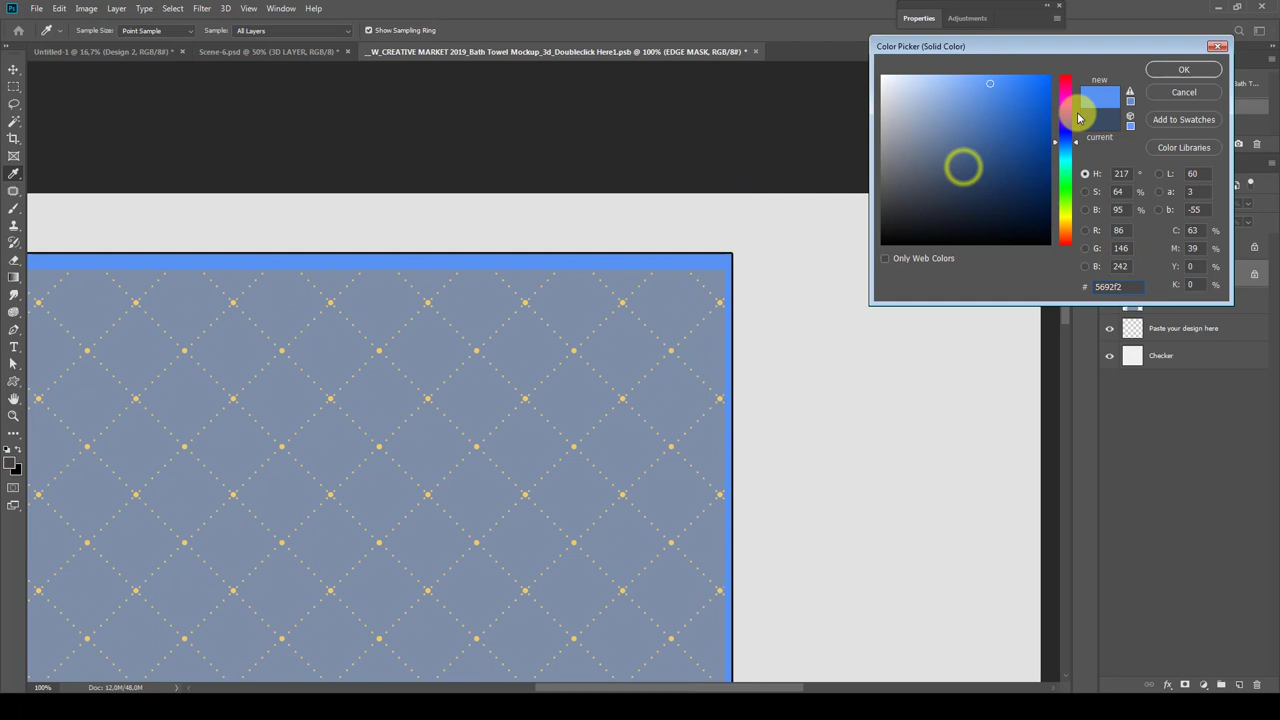 Ps File Edit Image Layer Type Select Filter 3D View Window Help
Sample Size: Point Sample Sample: All Layers Show Sampling Ring
Untitled-1 @ 16,7% (Design 2, RGB/8#) * × Scene-6.psd @ 50% (3D LAYER, RGB/8) * × __W_CREATIVE MARKET 2019_Bath Towel Mockup_3d_Doubleclick Here1.psb @ 100% (EDGE MASK, RGB/8#) * ×
Properties Adjustments
Color Picker (Solid Color)
new
current
OK
Cancel
Add to Swatches
Color Libraries
H: 217 ° L: 60
S: 64 % a: 3
B: 95 % b: -55
R: 86 C: 63 %
G: 146 M: 39 %
B: 242 Y: 0 %
# 5692f2 K: 0 %
Only Web Colors
Bath T...
Paste your design here
Checker
100% Doc: 12,0M/48,0M
fx